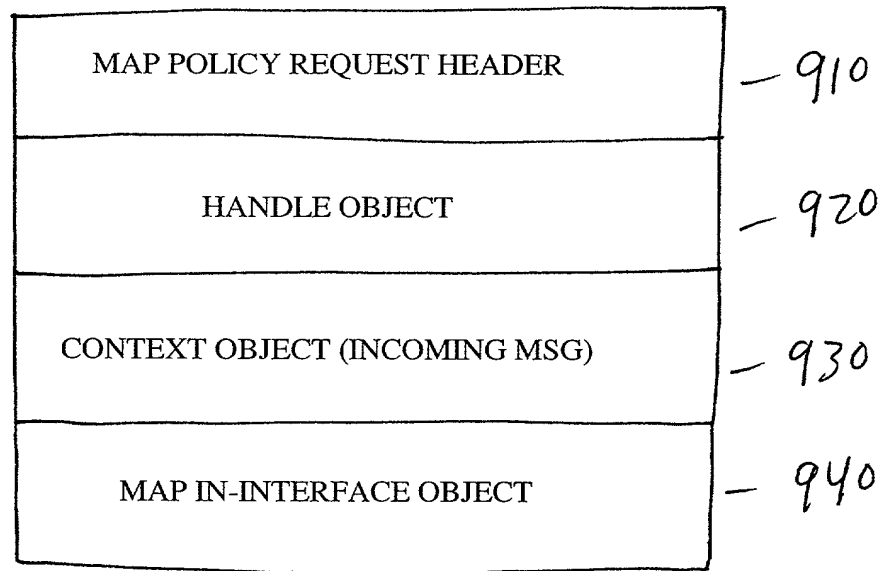 MAP POLICY REQUEST HEADER – 910
HANDLE OBJECT – 920
CONTEXT OBJECT (INCOMING MSG) – 930
MAP IN-INTERFACE OBJECT – 940